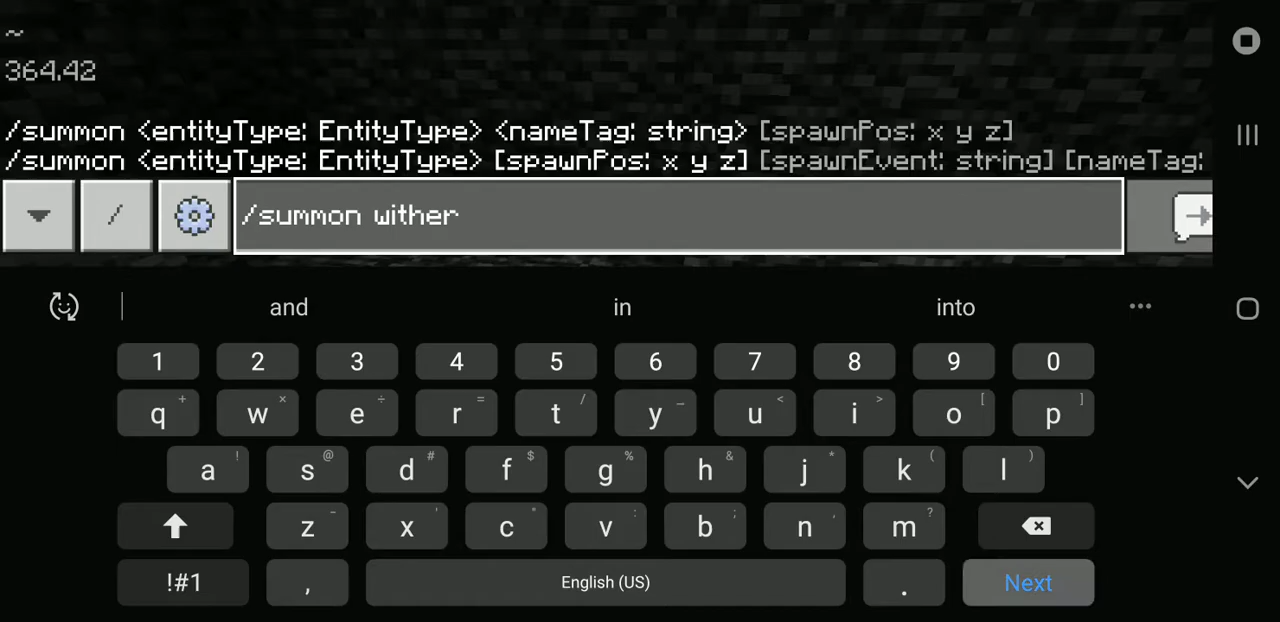 ~
364.42
/summon <entityType: EntityType> <nameTag: string> [spawnPos: x y z]
/summon <entityType: EntityType> [spawnPos: x y z] [spawnEvent: string] [nameTag:
/
/summon wither
and in into ...
1 2 3 4 5 6 7 8 9 0
q + w × e ÷ r = t / y _ u < i > o [ p ]
a ! s @ d # f $ g % h & j * k ( l )
z - x ' c " v : b ; n , m ?
!#1 , English (US) . Next